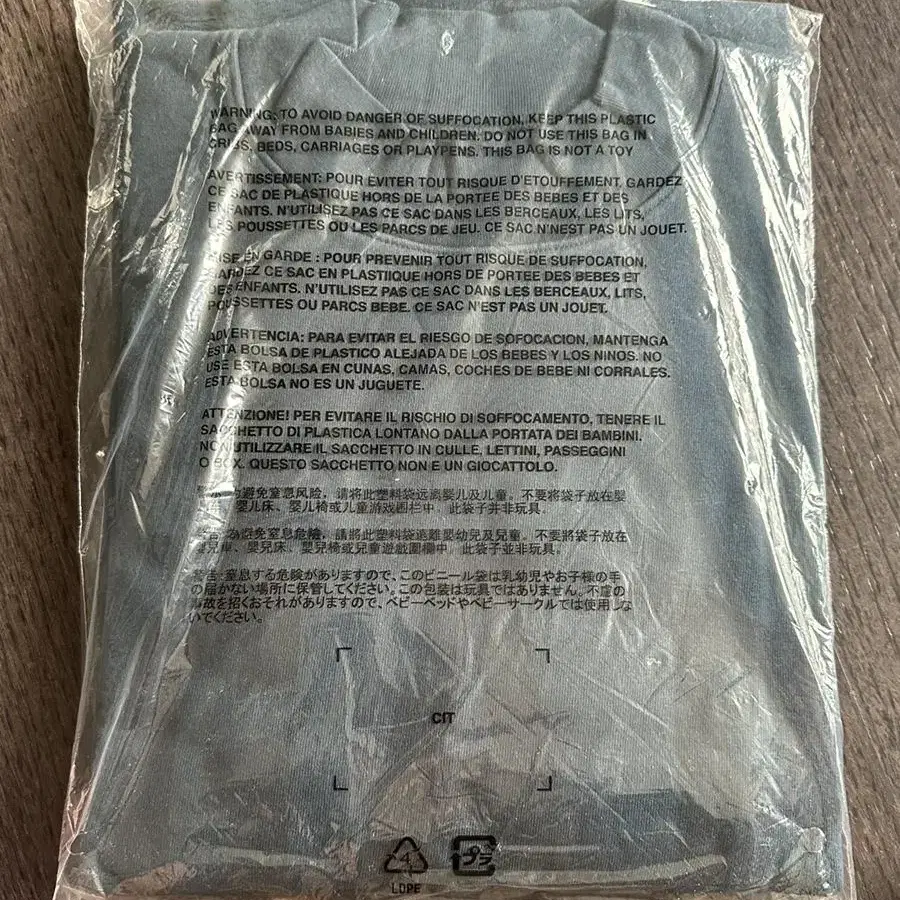 WARNING: TO AVOID DANGER OF SUFFOCATION, KEEP THIS PLASTIC
BAG AWAY FROM BABIES AND CHILDREN. DO NOT USE THIS BAG IN
CRIBS, BEDS, CARRIAGES OR PLAYPENS. THIS BAG IS NOT A TOY
AVERTISSEMENT: POUR EVITER TOUT RISQUE D'ETOUFFEMENT, GARDEZ
CE SAC DE PLASTIQUE HORS DE LA PORTEE DES BEBES ET DES
ENFANTS. N'UTILISEZ PAS CE SAC DANS LES BERCEAUX, LES LITS,
LES POUSSETTES OU LES PARCS DE JEU. CE SAC N'NEST PAS UN JOUET.
MISE EN GARDE : POUR PREVENIR TOUT RISQUE DE SUFFOCATION,
GARDEZ CE SAC EN PLASTIIQUE HORS DE PORTEE DES BEBES ET
DES ENFANTS. N'UTILISEZ PAS CE SAC DANS LES BERCEAUX, LITS,
POUSSETTES OU PARCS BEBE. CE SAC N'EST PAS UN JOUET.
ADVERTENCIA: PARA EVITAR EL RIESGO DE SOFOCACION, MANTENGA
ESTA BOLSA DE PLASTICO ALEJADA DE LOS BEBES Y LOS NINOS. NO
USE ESTA BOLSA EN CUNAS, CAMAS, COCHES DE BEBE NI CORRALES.
ESTA BOLSA NO ES UN JUGUETE.
ATTENZIONE! PER EVITARE IL RISCHIO DI SOFFOCAMENTO, TENERE IL
SACCHETTO DI PLASTICA LONTANO DALLA PORTATA DEI BAMBINI.
NON UTILIZZARE IL SACCHETTO IN CULLE, LETTINI, PASSEGGINI
O BOX. QUESTO SACCHETTO NON E UN GIOCATTOLO.
为避免窒息风险，请将此塑料袋远离婴儿及儿童。不要将袋子放在婴
儿车、婴儿床、婴儿椅或儿童游戏围栏中。此袋子并非玩具。
警告:為避免窒息危險，請將此塑料袋遠離嬰幼兒及兒童。不要將袋子放在
嬰兒車、嬰兒床、嬰兒椅或兒童遊戲圍欄中。此袋子並非玩具。
警告:窒息する危険がありますので、このビニール袋は乳幼児やお子様の手
の届かない場所に保管してください。この包装は玩具ではありません。不慮の
事故を招くおそれがありますので、ベビーベッドやベビーサークルでは使用しな
いでください。
CIT
4 プラ
LDPE